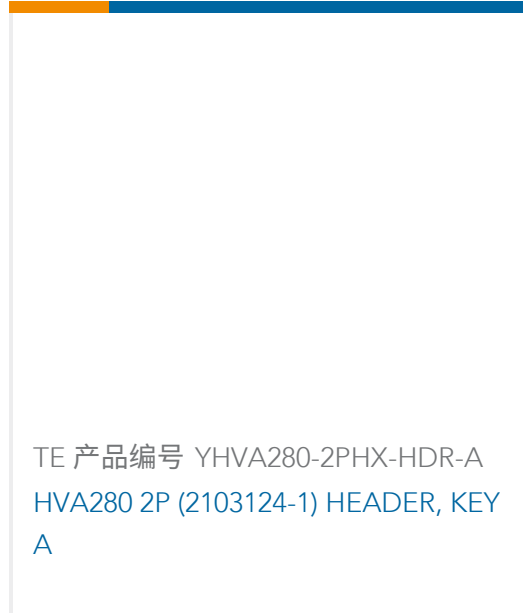 TE 产品编号 YHVA280-2PHX-HDR-A
HVA280 2P (2103124-1) HEADER, KEY
A